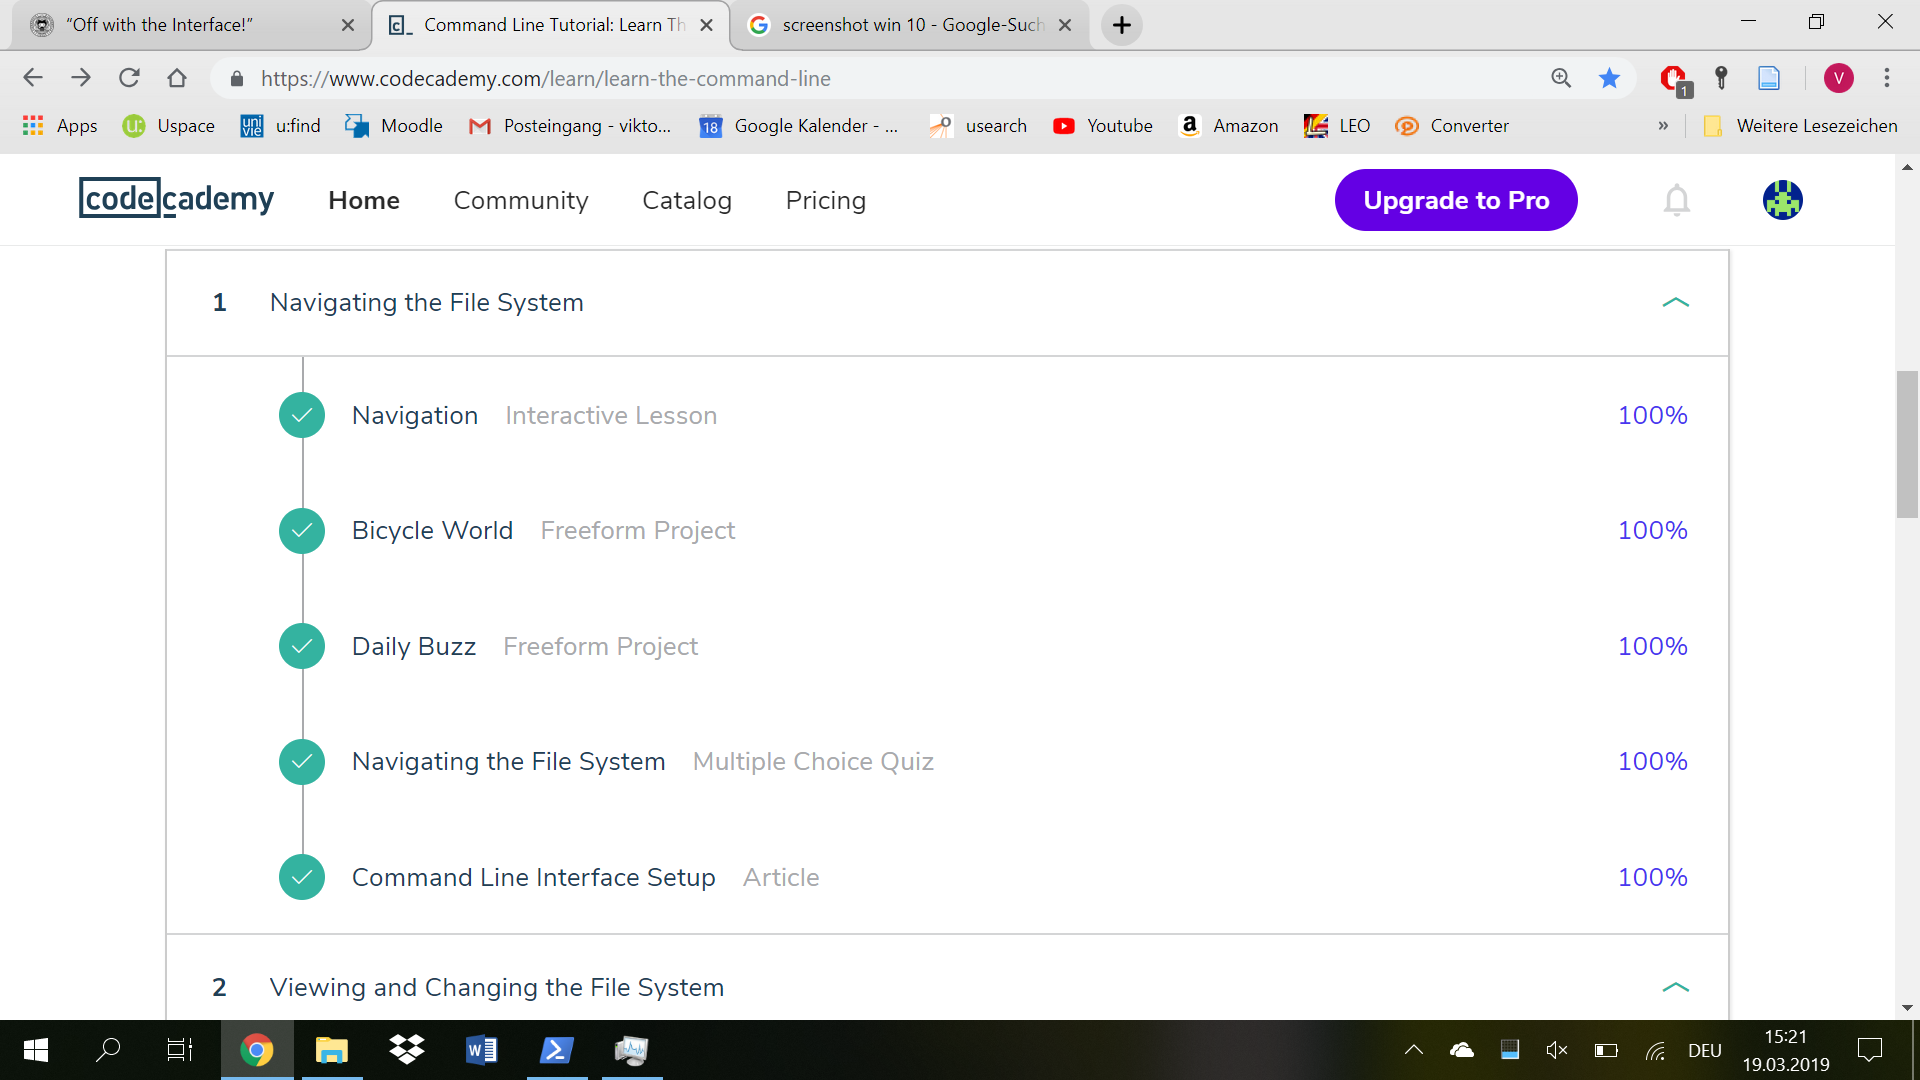 "Off with the Interface!"
Command Line Tutorial: Learn Th
screenshot win 10 - Google-Such
https://www.codecademy.com/learn/learn-the-command-line
1
V
Apps
u: Uspace
uni vie u:find
Moodle
Posteingang - vikto...
18 Google Kalender - ...
usearch
Youtube
a Amazon
LEO
Converter
»
Weitere Lesezeichen
codecademy
Home
Community
Catalog
Pricing
Upgrade to Pro
1 Navigating the File System
Navigation Interactive Lesson 100%
Bicycle World Freeform Project 100%
Daily Buzz Freeform Project 100%
Navigating the File System Multiple Choice Quiz 100%
Command Line Interface Setup Article 100%
2 Viewing and Changing the File System
DEU
15:21
19.03.2019